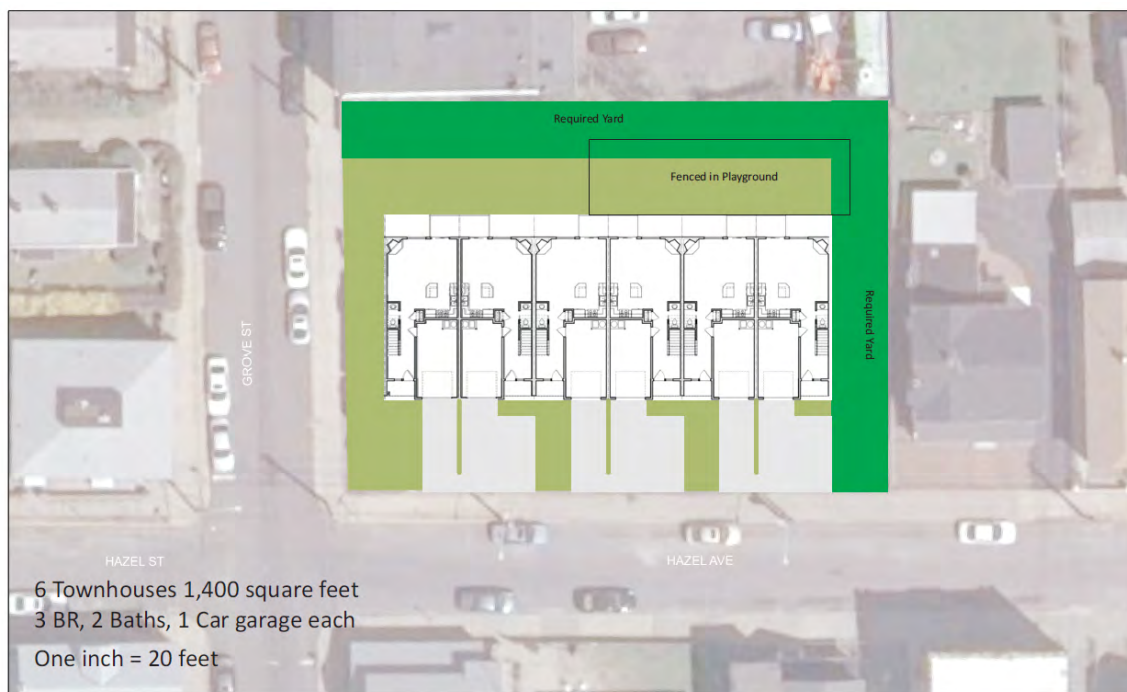 Required Yard
Fenced in Playground
Required Yard
GROVE ST
HAZEL ST
HAZEL AVE
6 Townhouses 1,400 square feet
3 BR, 2 Baths, 1 Car garage each
One inch = 20 feet